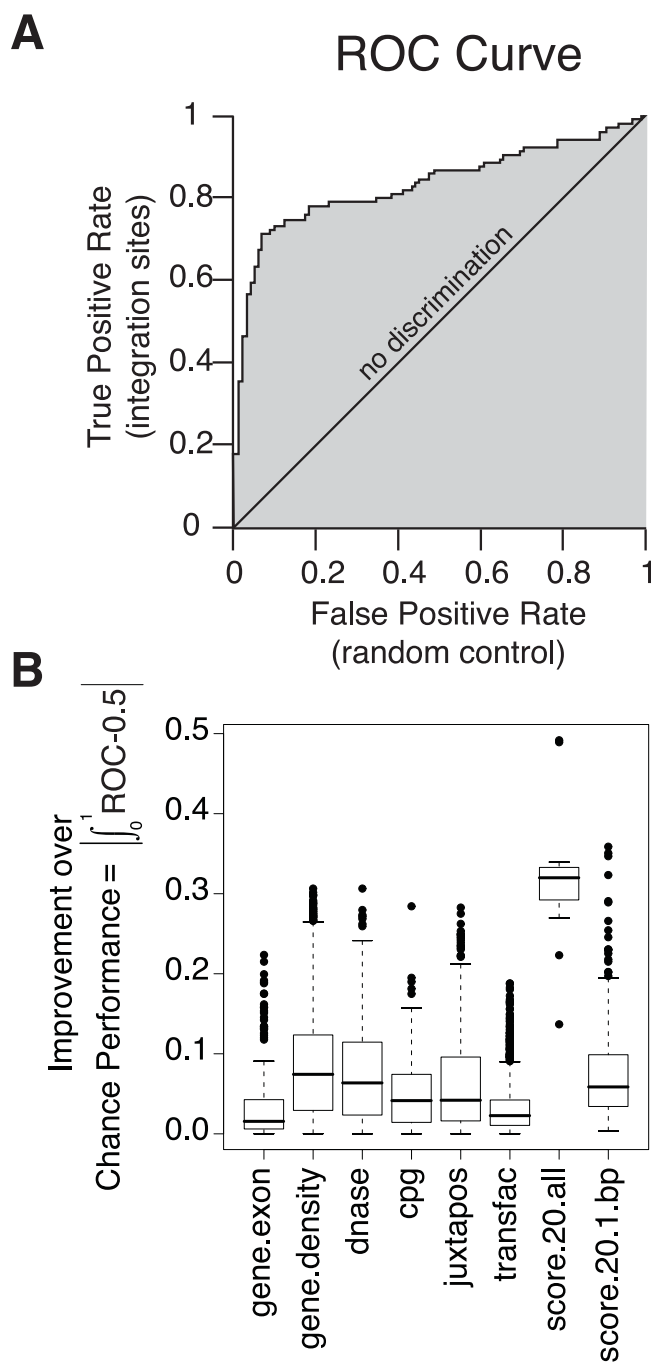 A
ROC Curve
True Positive Rate
(integration sites)
1
0.8
0.6
0.4
0.2
0
no discrimination
0 0.2 0.4 0.6 0.8 1
False Positive Rate
(random control)
B
Improvement over
Chance Performance = |∫₀¹ ROC-0.5|
0.5
0.4
0.3
0.2
0.1
0.0
gene.exon
gene.density
dnase
cpg
juxtapos
transfac
score.20.all
score.20.1.bp